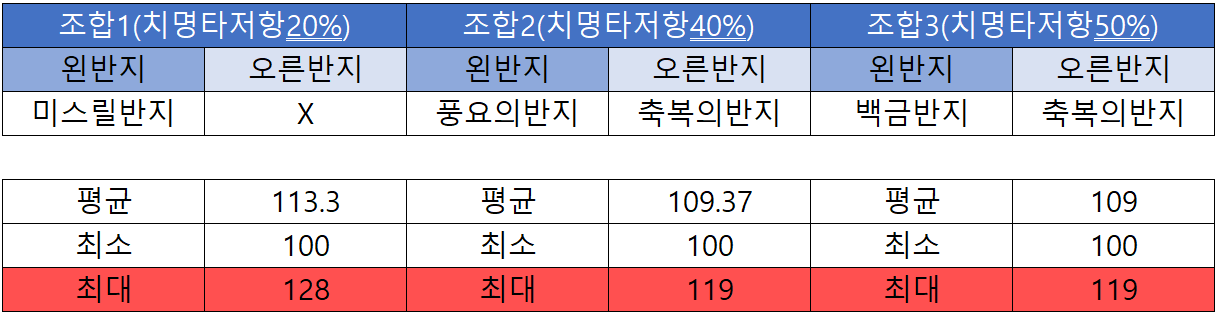 조합1(치명타저항20%) 조합2(치명타저항40%) 조합3(치명타저항50%)
왼반지 오른반지 왼반지 오른반지 왼반지 오른반지
미스릴반지 X 풍요의반지 축복의반지 백금반지 축복의반지
평균 113.3 평균 109.37 평균 109
최소 100 최소 100 최소 100
최대 128 최대 119 최대 119